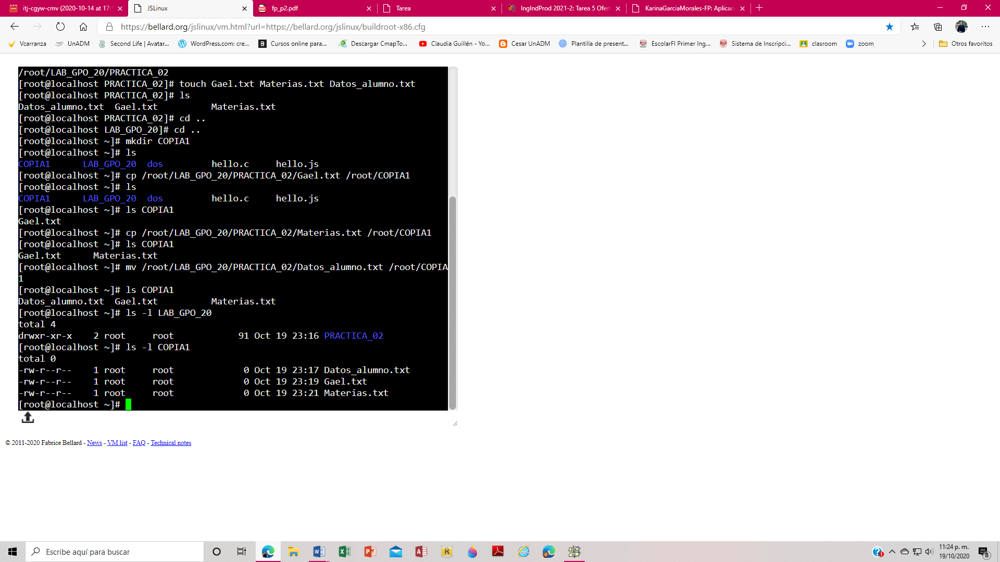 itj-cgyw-cmv (2020-10-14 at 17:
JSLinux
fp_p2.pdf
Tarea
IngIndProd 2021-2: Tarea 5 Ofert
KarinaGarciaMorales-FP: Aplicaci
https://bellard.org/jslinux/vm.html?url=https://bellard.org/jslinux/buildroot-x86.cfg
Vcarranza
UnADM
Second Life | Avatar...
WordPress.com: cre...
Cursos online para...
Descargar CmapTo...
Claudia Guillén - Yo...
Cesar UnADM
Plantilla de present...
EscolarFI Primer Ing...
Sistema de Inscripci...
clasroom
zoom
Otros favoritos
/root/LAB_GPO_20/PRACTICA_02
[root@localhost PRACTICA_02]# touch Gael.txt Materias.txt Datos_alumno.txt
[root@localhost PRACTICA_02]# ls
Datos_alumno.txt  Gael.txt          Materias.txt
[root@localhost PRACTICA_02]# cd ..
[root@localhost LAB_GPO_20]# cd ..
[root@localhost ~]# mkdir COPIA1
[root@localhost ~]# ls
COPIA1      LAB_GPO_20  dos         hello.c     hello.js
[root@localhost ~]# cp /root/LAB_GPO_20/PRACTICA_02/Gael.txt /root/COPIA1
[root@localhost ~]# ls
COPIA1      LAB_GPO_20  dos         hello.c     hello.js
[root@localhost ~]# ls COPIA1
Gael.txt
[root@localhost ~]# cp /root/LAB_GPO_20/PRACTICA_02/Materias.txt /root/COPIA1
[root@localhost ~]# ls COPIA1
Gael.txt      Materias.txt
[root@localhost ~]# mv /root/LAB_GPO_20/PRACTICA_02/Datos_alumno.txt /root/COPIA
1
[root@localhost ~]# ls COPIA1
Datos_alumno.txt  Gael.txt          Materias.txt
[root@localhost ~]# ls -l LAB_GPO_20
total 4
drwxr-xr-x    2 root     root            91 Oct 19 23:16 PRACTICA_02
[root@localhost ~]# ls -l COPIA1
total 0
-rw-r--r--    1 root     root             0 Oct 19 23:17 Datos_alumno.txt
-rw-r--r--    1 root     root             0 Oct 19 23:19 Gael.txt
-rw-r--r--    1 root     root             0 Oct 19 23:21 Materias.txt
[root@localhost ~]#
© 2011-2020 Fabrice Bellard - News - VM list - FAQ - Technical notes
Escribe aquí para buscar
11:24 p. m.
19/10/2020
8